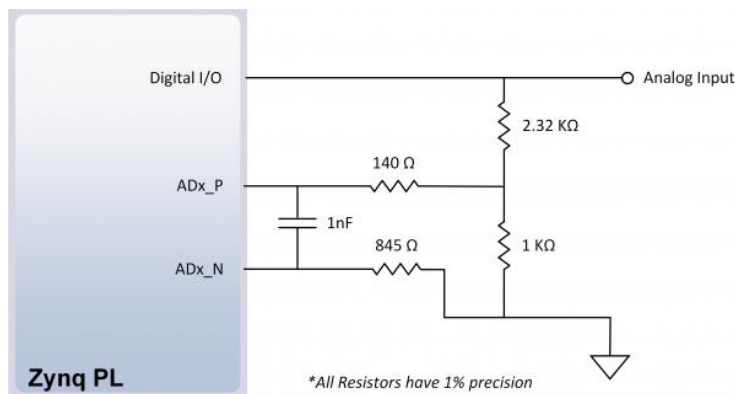 Digital I/O
Analog Input
2.32 KΩ
140 Ω
ADx_P
1nF
845 Ω
1 KΩ
ADx_N
Zynq PL
*All Resistors have 1% precision